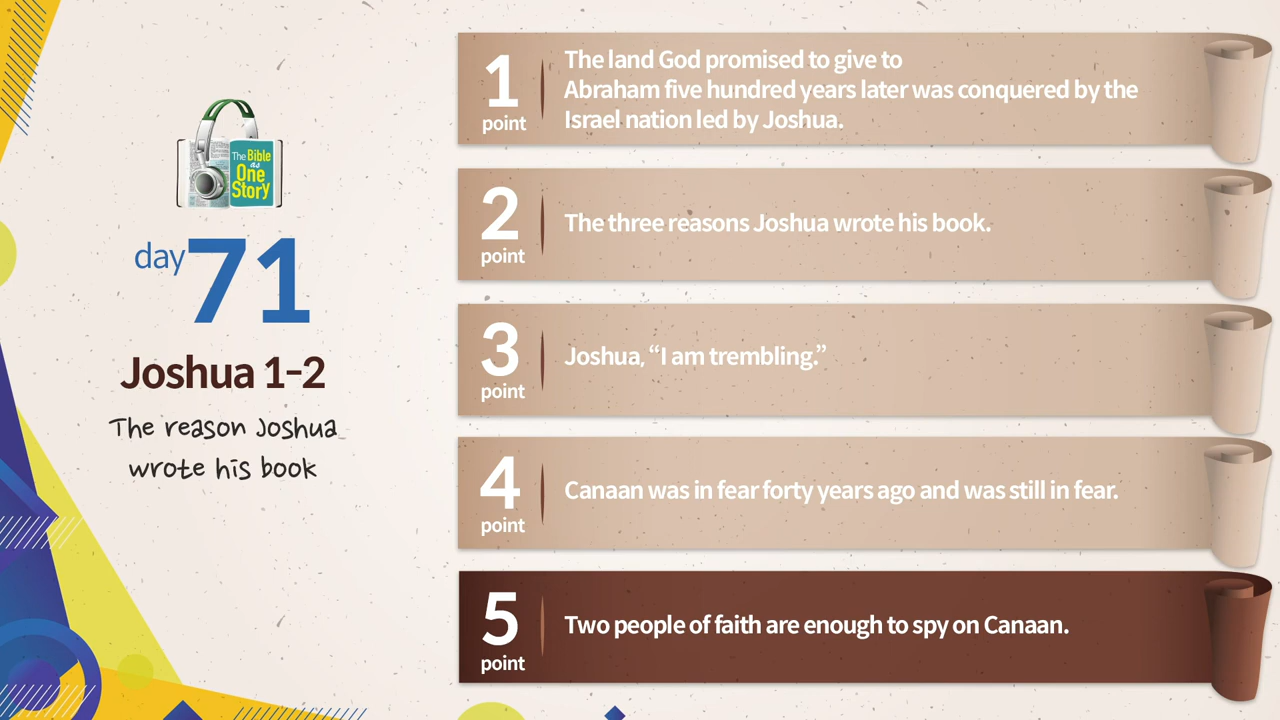 The Bible
as
One
Story
day 71
Joshua 1-2
The reason Joshua
wrote his book
1
point
The land God promised to give to
Abraham five hundred years later was conquered by the
Israel nation led by Joshua.
2
point
The three reasons Joshua wrote his book.
3
point
Joshua, “I am trembling.”
4
point
Canaan was in fear forty years ago and was still in fear.
5
point
Two people of faith are enough to spy on Canaan.